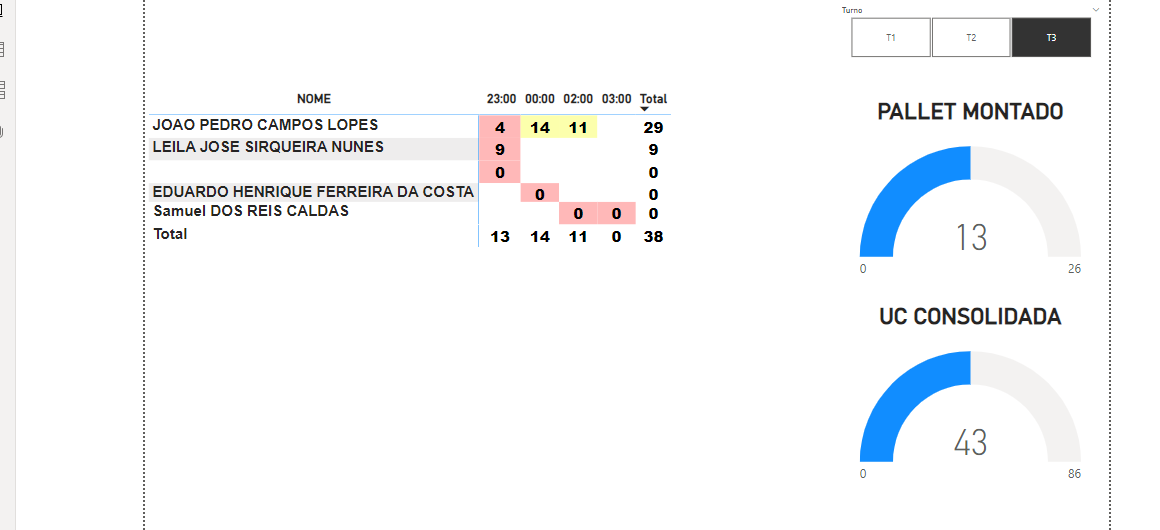 Turno
T1 T2 T3
NOME 23:00 00:00 02:00 03:00 Total
JOAO PEDRO CAMPOS LOPES 4 14 11 29
LEILA JOSE SIRQUEIRA NUNES 9 9
0 0
EDUARDO HENRIQUE FERREIRA DA COSTA 0 0
Samuel DOS REIS CALDAS 0 0 0
Total 13 14 11 0 38
PALLET MONTADO
13
0 26
UC CONSOLIDADA
43
0 86